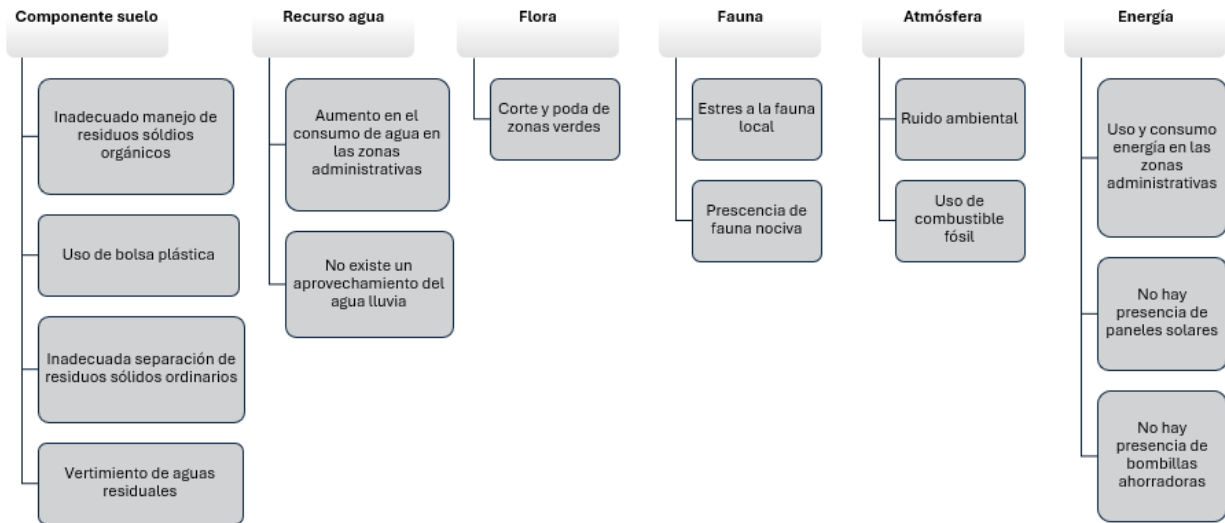 Componente suelo
Inadecuado manejo de
residuos sóldios
orgánicos
Uso de bolsa plástica
Inadecuada separación de
residuos sólidos ordinarios
Vertimiento de aguas
residuales
Recurso agua
Aumento en el
consumo de agua en
las zonas
administrativas
No existe un
aprovechamiento del
agua lluvia
Flora
Corte y poda de
zonas verdes
Fauna
Estres a la fauna
local
Prescencia de
fauna nociva
Atmósfera
Ruido ambiental
Uso de
combustible
fósil
Energía
Uso y consumo
energía en las
zonas
administrativas
No hay
presencia de
paneles solares
No hay
presencia de
bombillas
ahorradoras